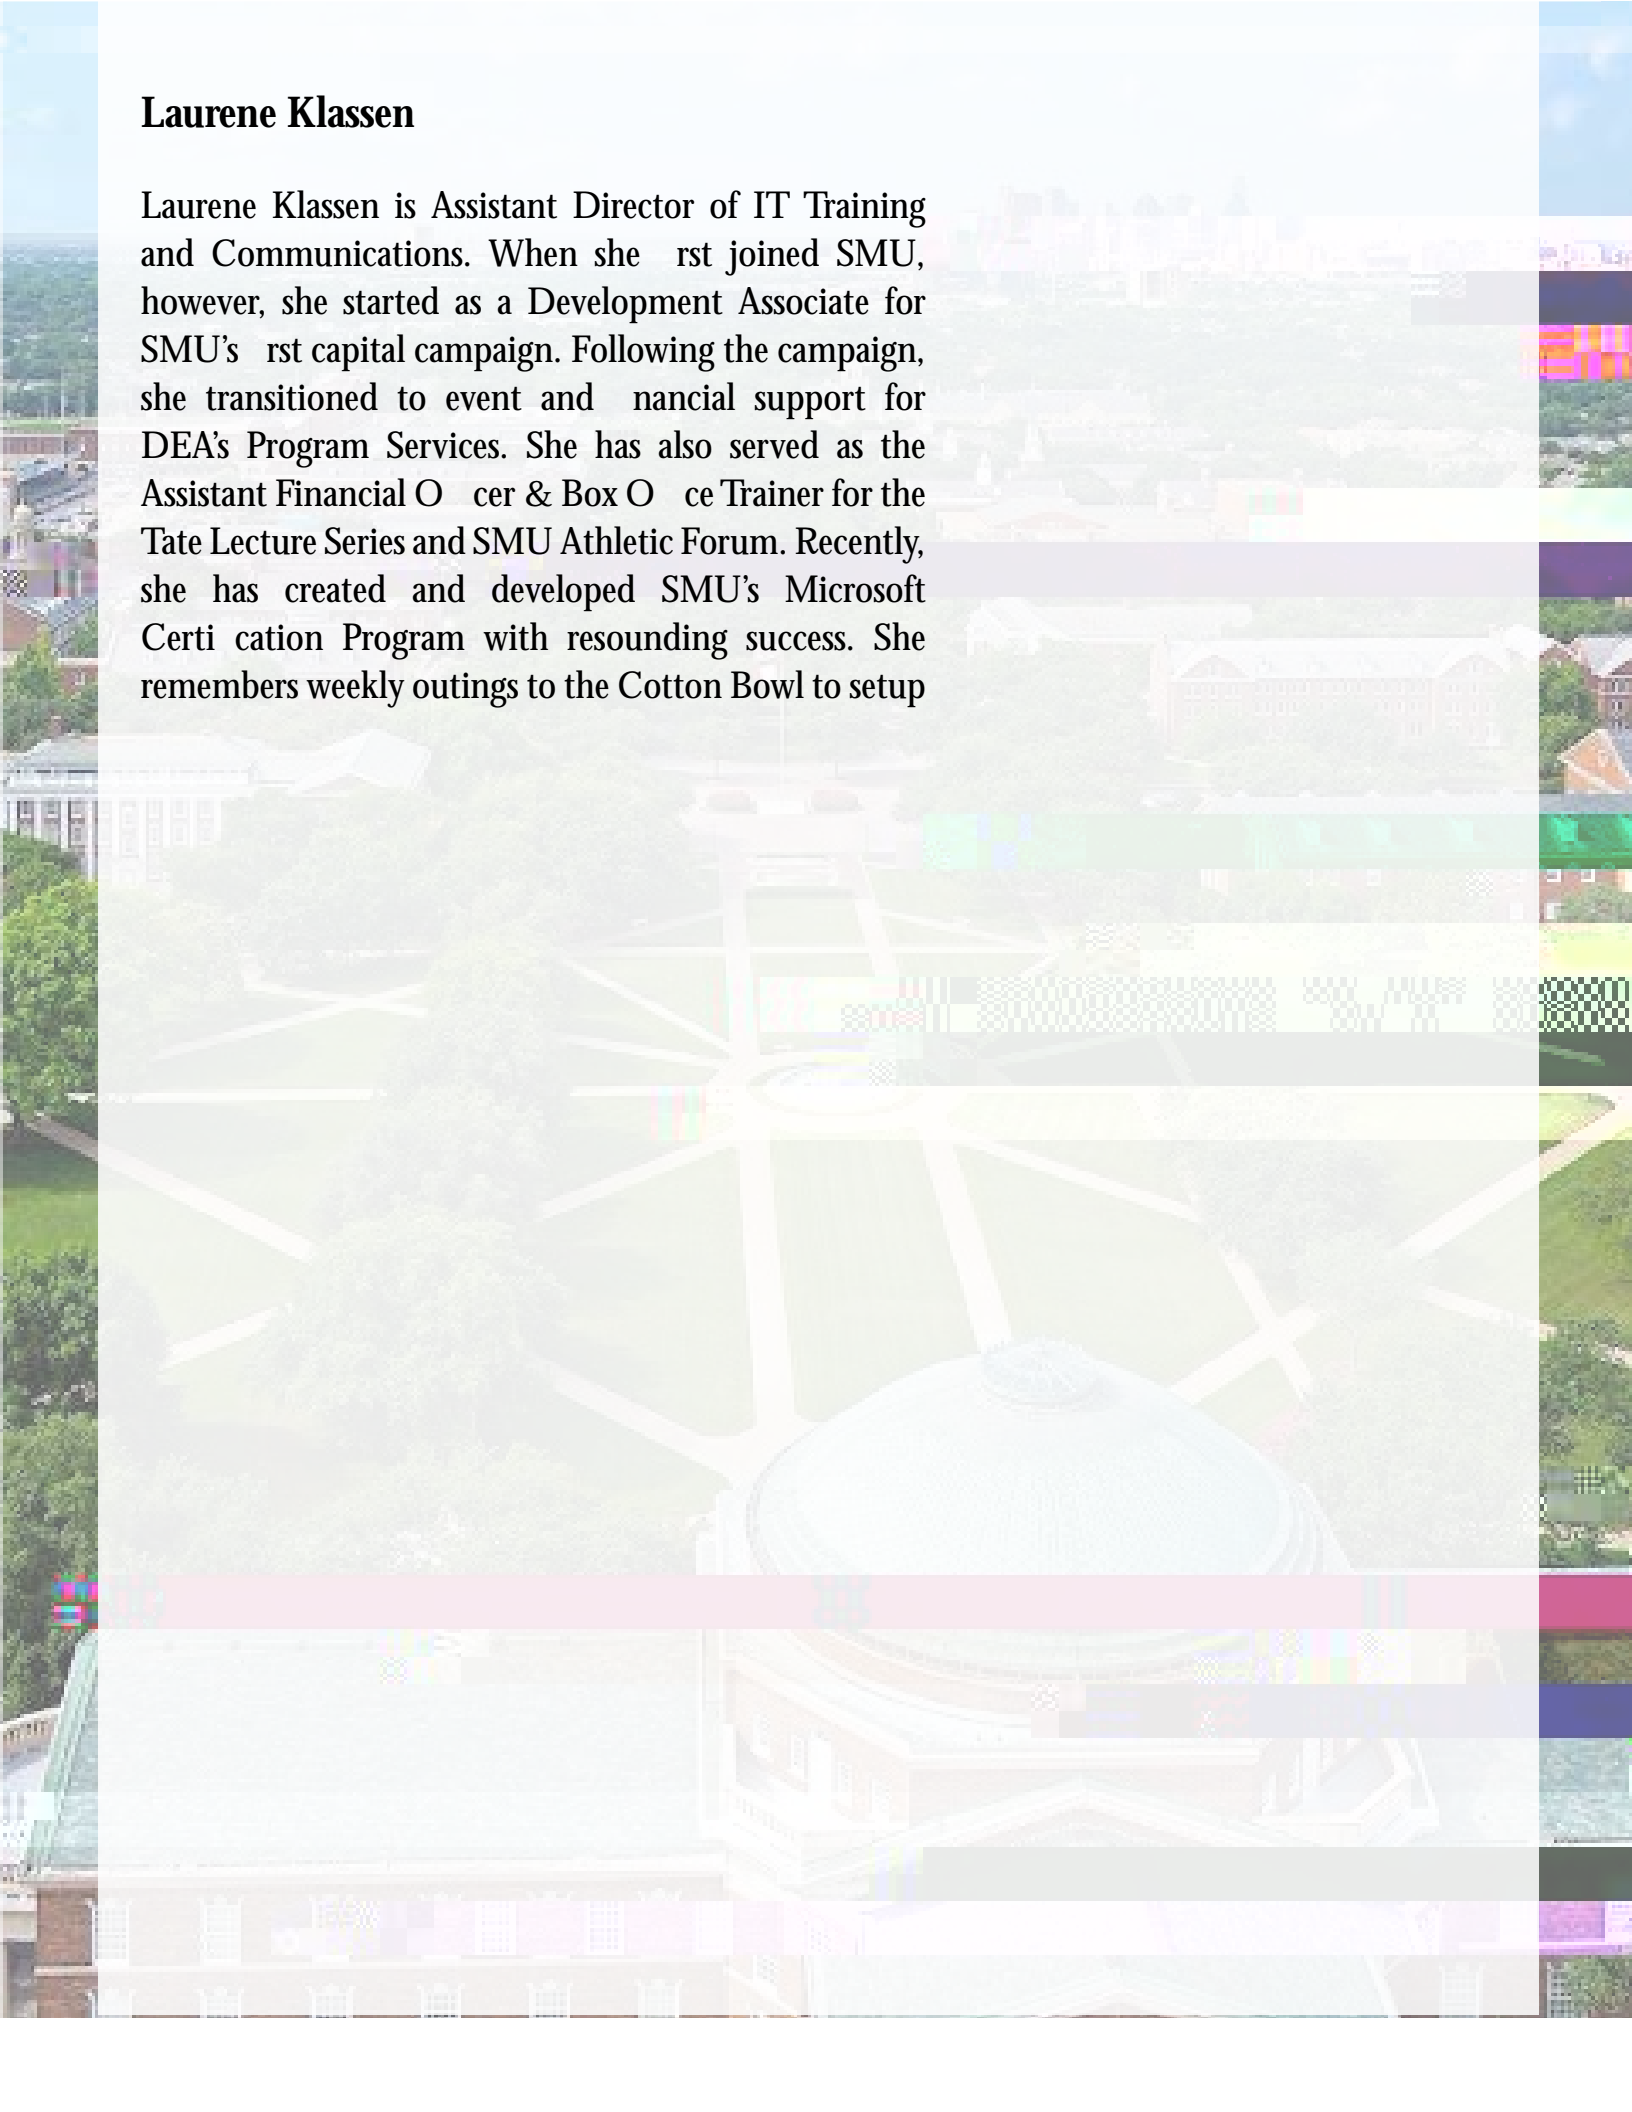 Laurene Klassen
Laurene Klassen is Assistant Director of IT Training
and Communications. When she rst joined SMU,
however, she started as a Development Associate for
SMU’s rst capital campaign. Following the campaign,
she transitioned to event and nancial support for
DEA’s Program Services. She has also served as the
Assistant Financial O cer & Box O ce Trainer for the
Tate Lecture Series and SMU Athletic Forum. Recently,
she has created and developed SMU’s Microsoft
Certi cation Program with resounding success. She
remembers weekly outings to the Cotton Bowl to setup